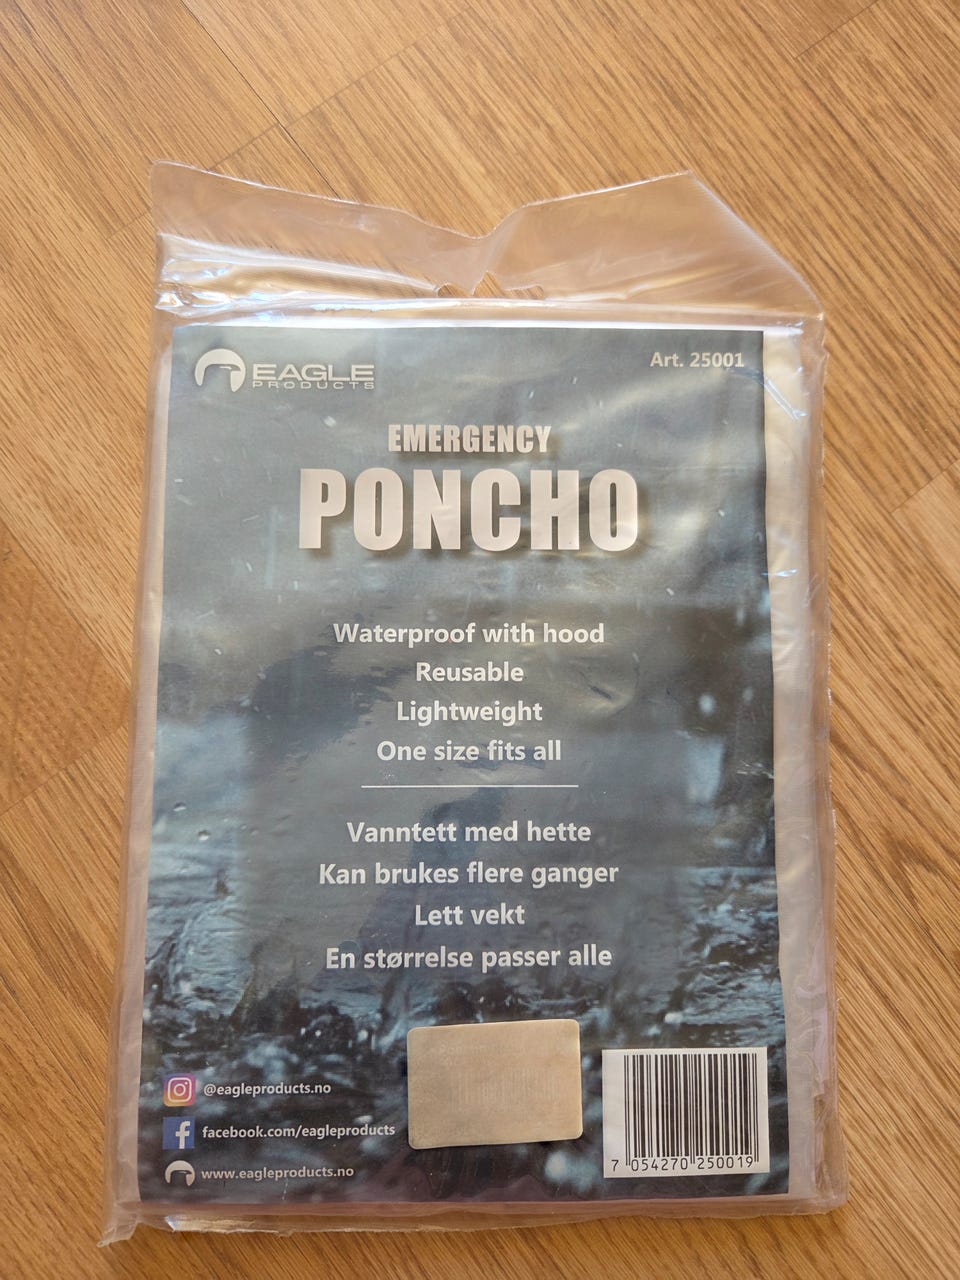 EAGLE
PRODUCTS
Art. 25001
EMERGENCY
PONCHO
Waterproof with hood
Reusable
Lightweight
One size fits all
Vanntett med hette
Kan brukes flere ganger
Lett vekt
En størrelse passer alle
@eagleproducts.no
facebook.com/eagleproducts
www.eagleproducts.no
7 054270 250019